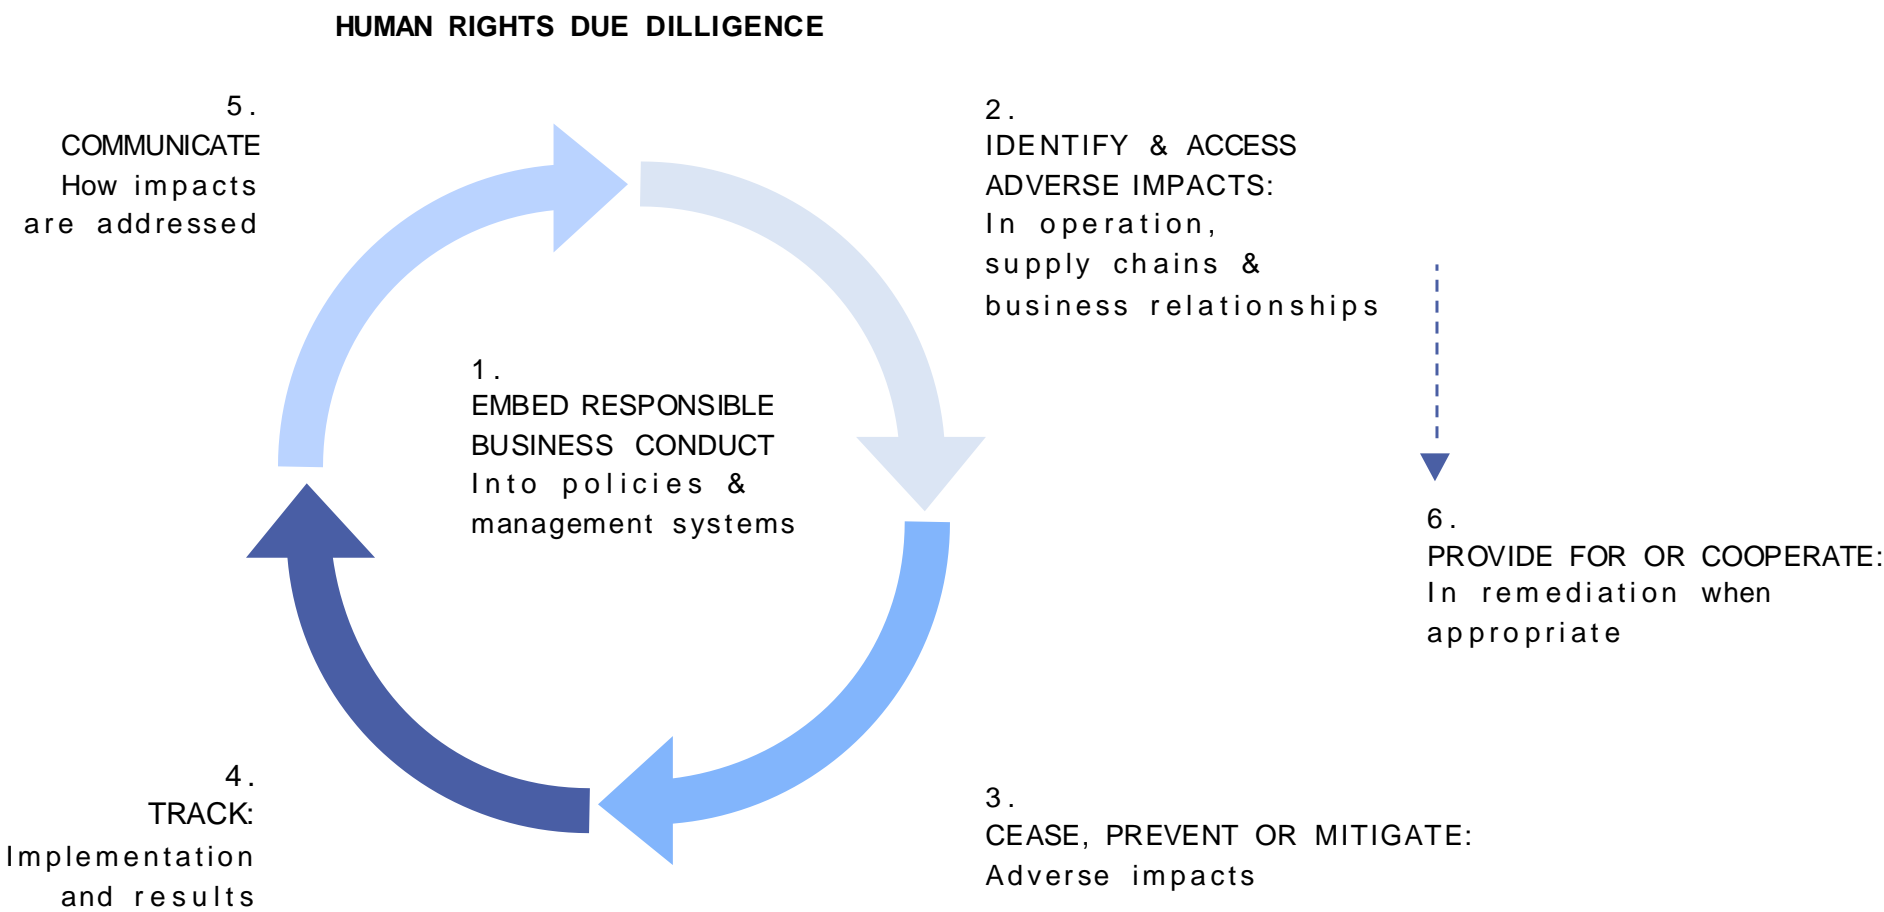 HUMAN RIGHTS DUE DILLIGENCE
1.
EMBED RESPONSIBLE
BUSINESS CONDUCT
Into policies &
management systems
2.
IDENTIFY & ACCESS
ADVERSE IMPACTS:
In operation,
supply chains &
business relationships
3.
CEASE, PREVENT OR MITIGATE:
Adverse impacts
4.
TRACK:
Implementation
and results
5.
COMMUNICATE
How impacts
are addressed
6.
PROVIDE FOR OR COOPERATE:
In remediation when
appropriate